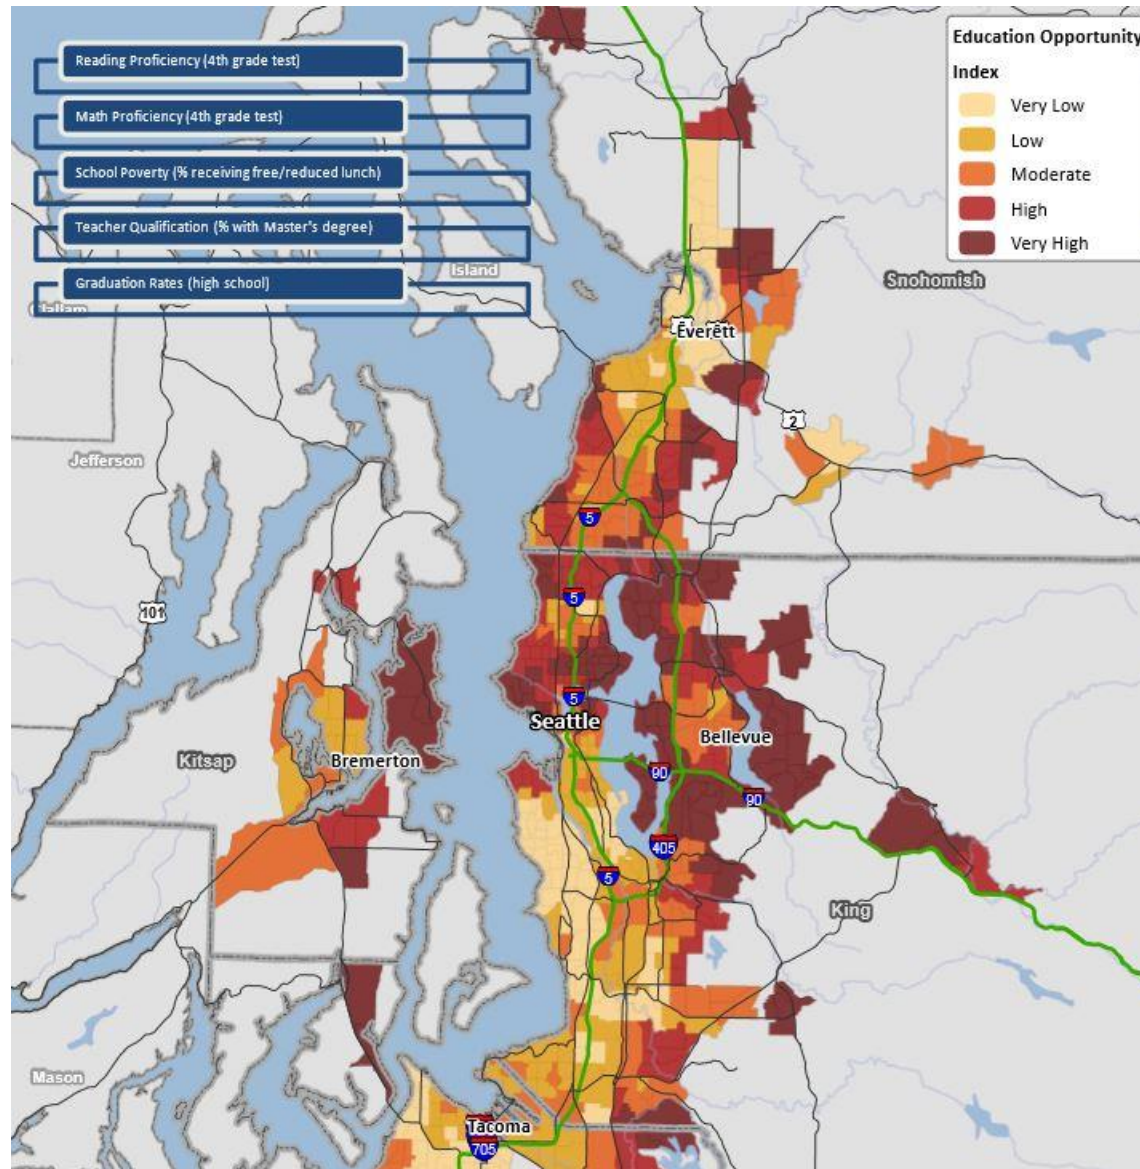 Reading Proficiency (4th grade test)
Math Proficiency (4th grade test)
School Poverty (% receiving free/reduced lunch)
Teacher Qualification (% with Master's degree)
Graduation Rates (high school)
Education Opportunity
Index
Very Low
Low
Moderate
High
Very High
Island
Clallam
Snohomish
Everett
2
Jefferson
5
101
5
5
Seattle
Bellevue
Kitsap
Bremerton
90
90
405
5
King
Mason
Tacoma
705